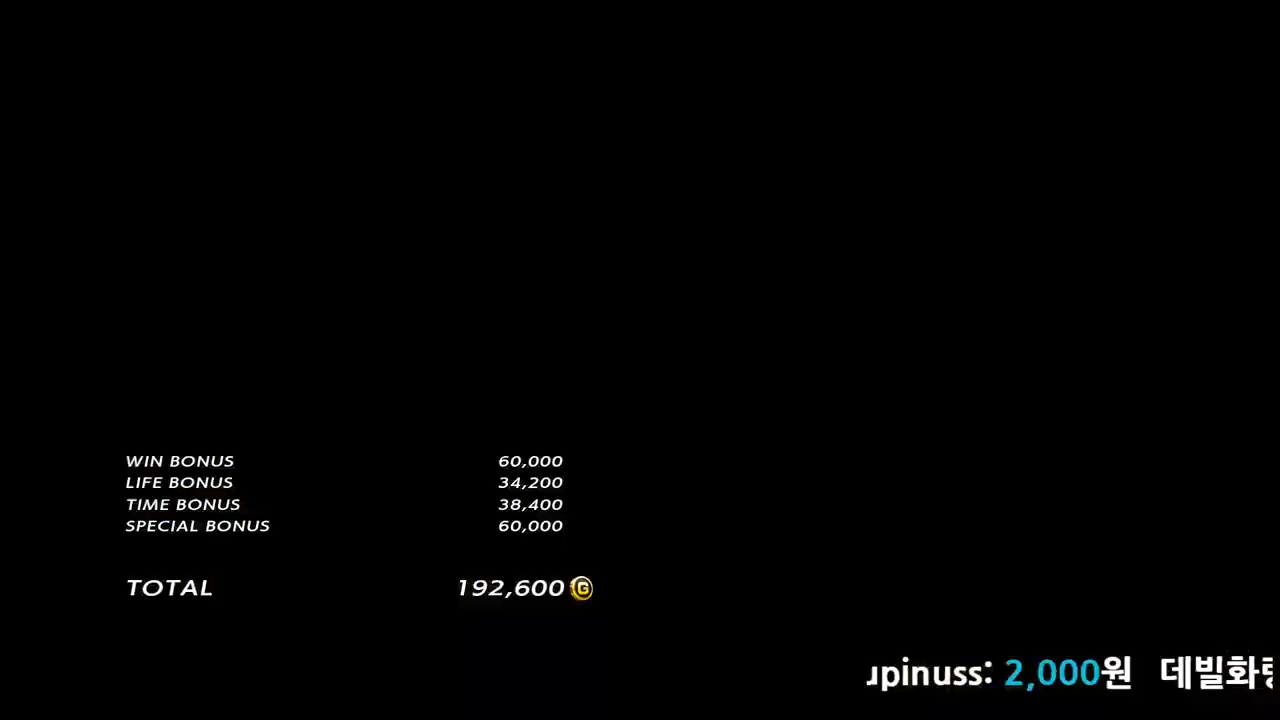 WIN BONUS 60,000
LIFE BONUS 34,200
TIME BONUS 38,400
SPECIAL BONUS 60,000
TOTAL 192,600 G
pinuss: 2,000원 데빌화